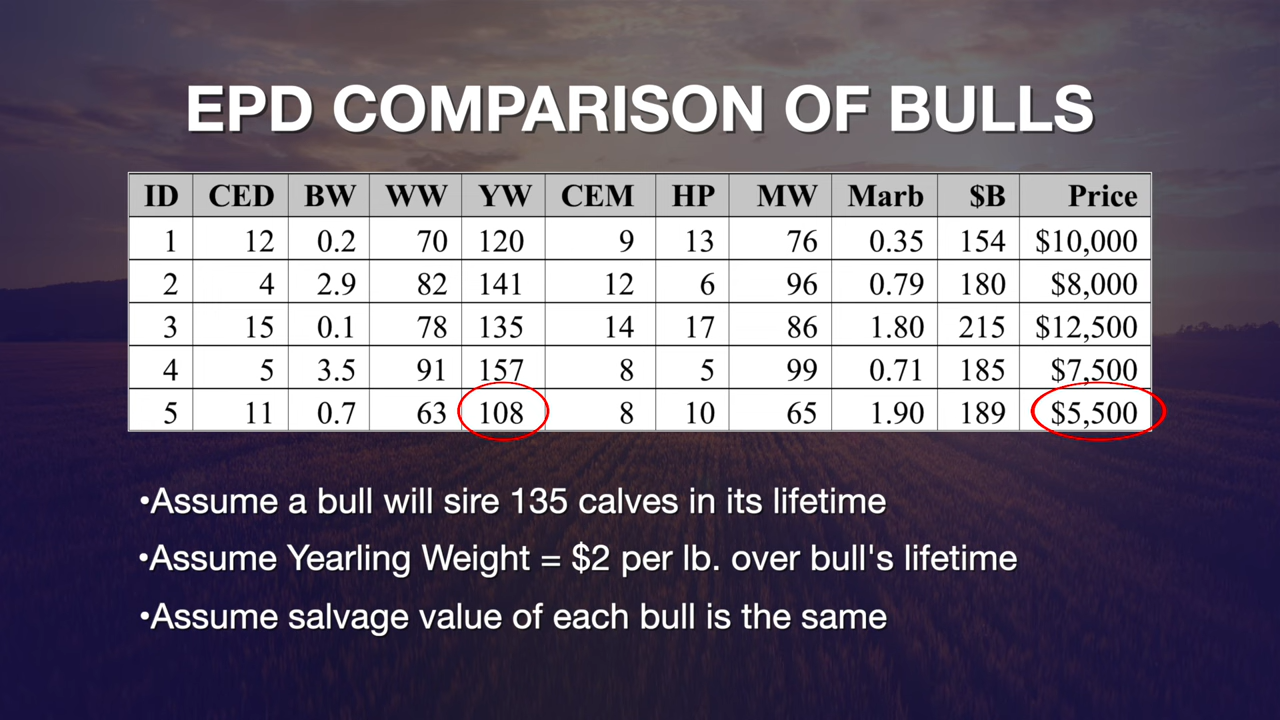 EPD COMPARISON OF BULLS
ID CED BW WW YW CEM HP MW Marb $B Price
1 12 0.2 70 120 9 13 76 0.35 154 $10,000
2 4 2.9 82 141 12 6 96 0.79 180 $8,000
3 15 0.1 78 135 14 17 86 1.80 215 $12,500
4 5 3.5 91 157 8 5 99 0.71 185 $7,500
5 11 0.7 63 108 8 10 65 1.90 189 $5,500
•Assume a bull will sire 135 calves in its lifetime
•Assume Yearling Weight = $2 per lb. over bull's lifetime
•Assume salvage value of each bull is the same